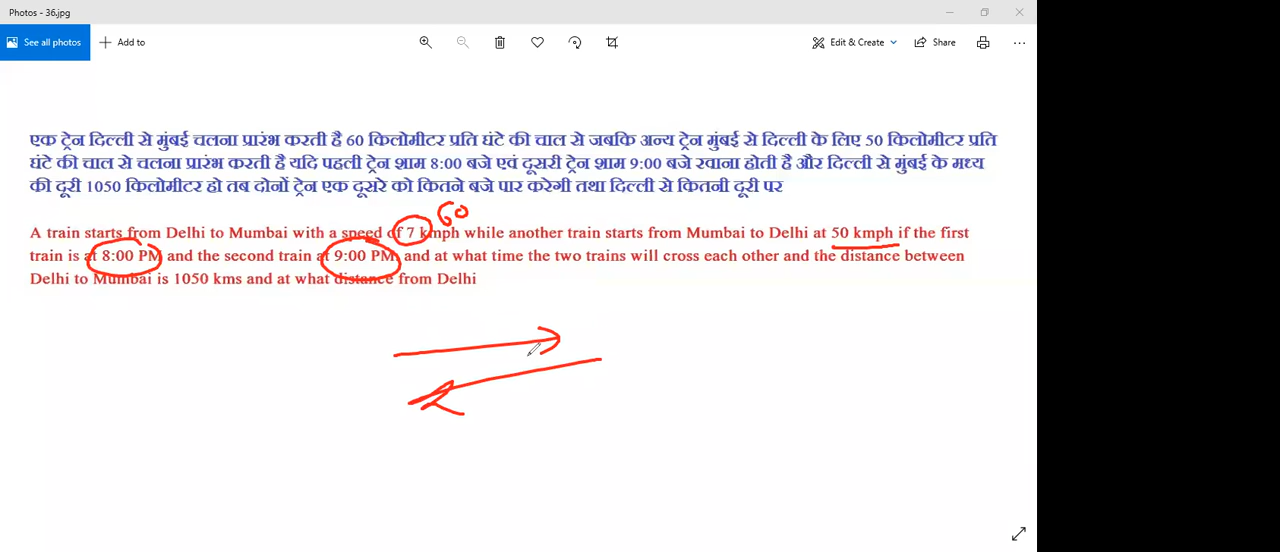 Photos - 36.jpg
See all photos
Add to
Edit & Create
Share
एक ट्रेन दिल्ली से मुंबई चलना प्रारंभ करती है 60 किलोमीटर प्रति घंटे की चाल से जबकि अन्य ट्रेन मुंबई से दिल्ली के लिए 50 किलोमीटर प्रति
घंटे की चाल से चलना प्रारंभ करती है यदि पहली ट्रेन शाम 8:00 बजे एवं दूसरी ट्रेन शाम 9:00 बजे रवाना होती है और दिल्ली से मुंबई के मध्य
की दूरी 1050 किलोमीटर हो तब दोनों ट्रेन एक दूसरे को कितने बजे पार करेगी तथा दिल्ली से कितनी दूरी पर
60
A train starts from Delhi to Mumbai with a speed of 7 kmph while another train starts from Mumbai to Delhi at 50 kmph if the first
train is at 8:00 PM and the second train at 9:00 PM, and at what time the two trains will cross each other and the distance between
Delhi to Mumbai is 1050 kms and at what distance from Delhi